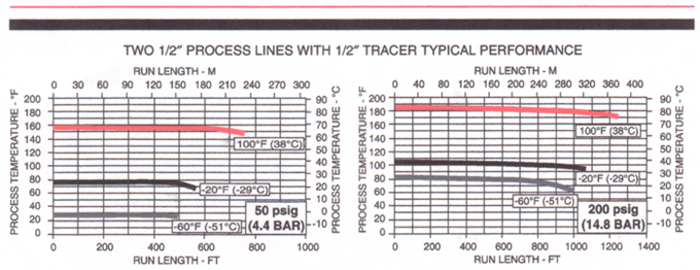 TWO 1/2" PROCESS LINES WITH 1/2" TRACER TYPICAL PERFORMANCE
RUN LENGTH - M
0 30 60 90 120 150 180 210 240 300
PROCESS TEMPERATURE - °F
200
180
160
140
120
100
80
60
40
20
0
100°F (38°C)
-20°F (-29°C)
-60°F (-51°C)
50 psig
(4.4 BAR)
90
80
70
60
50
40
30
20
10
0
-10
PROCESS TEMPERATURE - °C
0 200 400 600 800 1000
RUN LENGTH - FT
RUN LENGTH - M
0 40 80 120 160 200 240 280 320 360 400
PROCESS TEMPERATURE - °F
200
180
160
140
120
100
80
60
40
20
0
100°F (38°C)
-20°F (-29°C)
-60°F (-51°C)
200 psig
(14.8 BAR)
90
80
70
60
50
40
30
20
10
0
-10
PROCESS TEMPERATURE - °C
0 200 400 600 800 1000 1200 1400
RUN LENGTH - FT